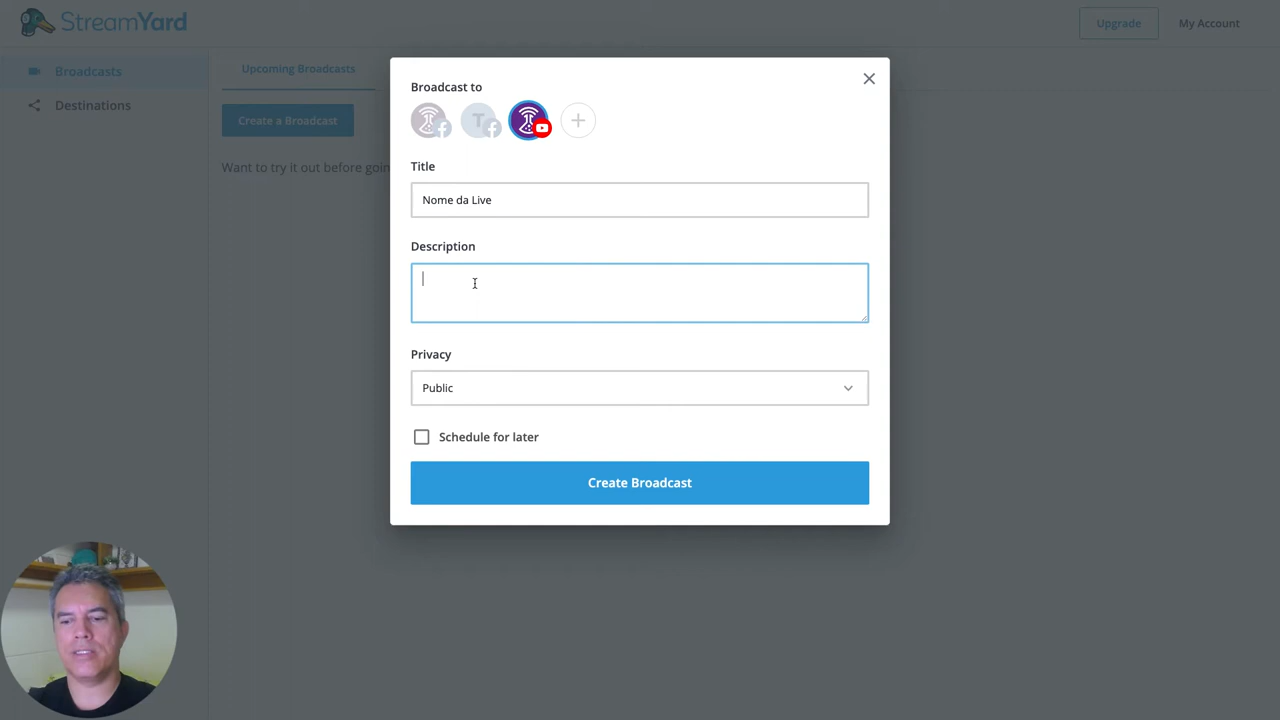 StreamYard
Upgrade
My Account
Broadcasts
Destinations
Upcoming Broadcasts
Create a Broadcast
Want to try it out before goin
Broadcast to
T
Title
Nome da Live
Description
Privacy
Public
Schedule for later
Create Broadcast